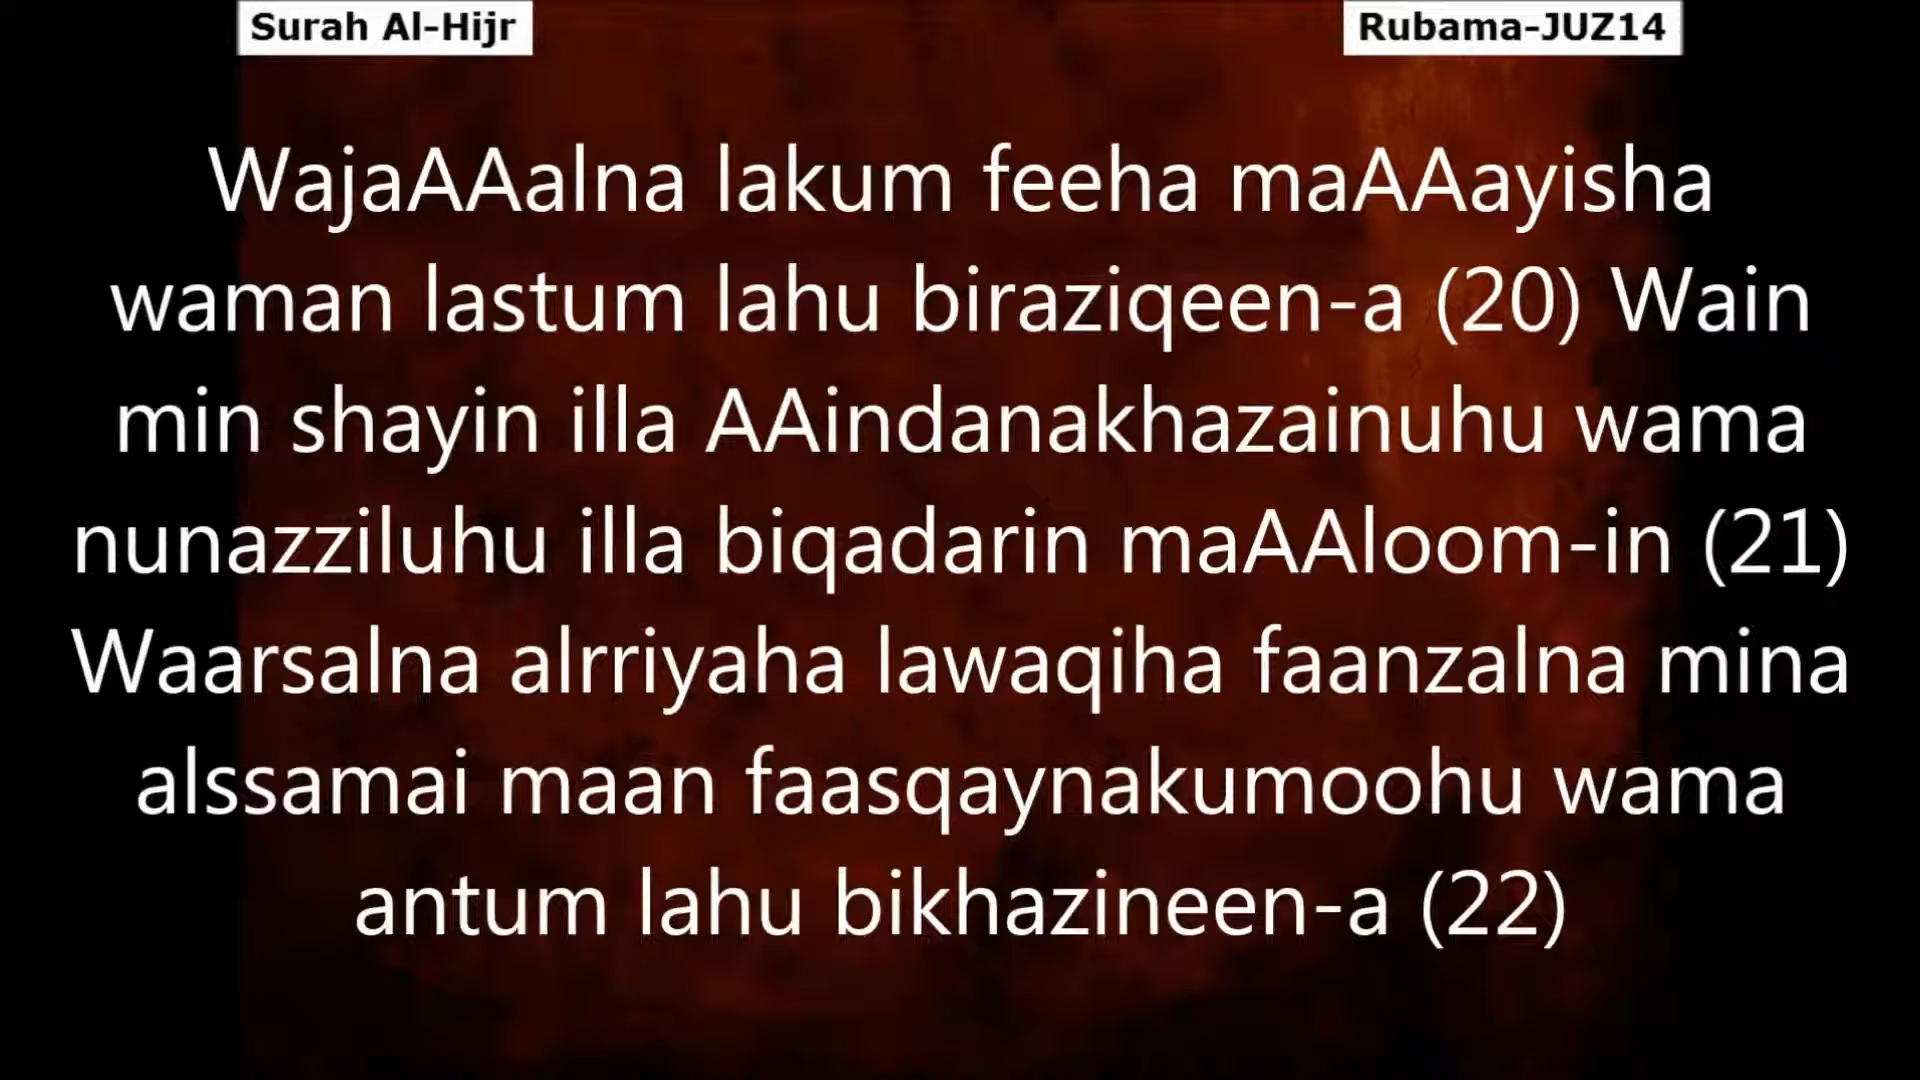 Surah Al-Hijr
Rubama-JUZ14
WajaAAalna lakum feeha maAAayisha
waman lastum lahu biraziqeen-a (20) Wain
min shayin illa AAindanakhazainuhu wama
nunazziluhu illa biqadarin maAAloom-in (21)
Waarsalna alrriyaha lawaqiha faanzalna mina
alssamai maan faasqaynakumoohu wama
antum lahu bikhazineen-a (22)